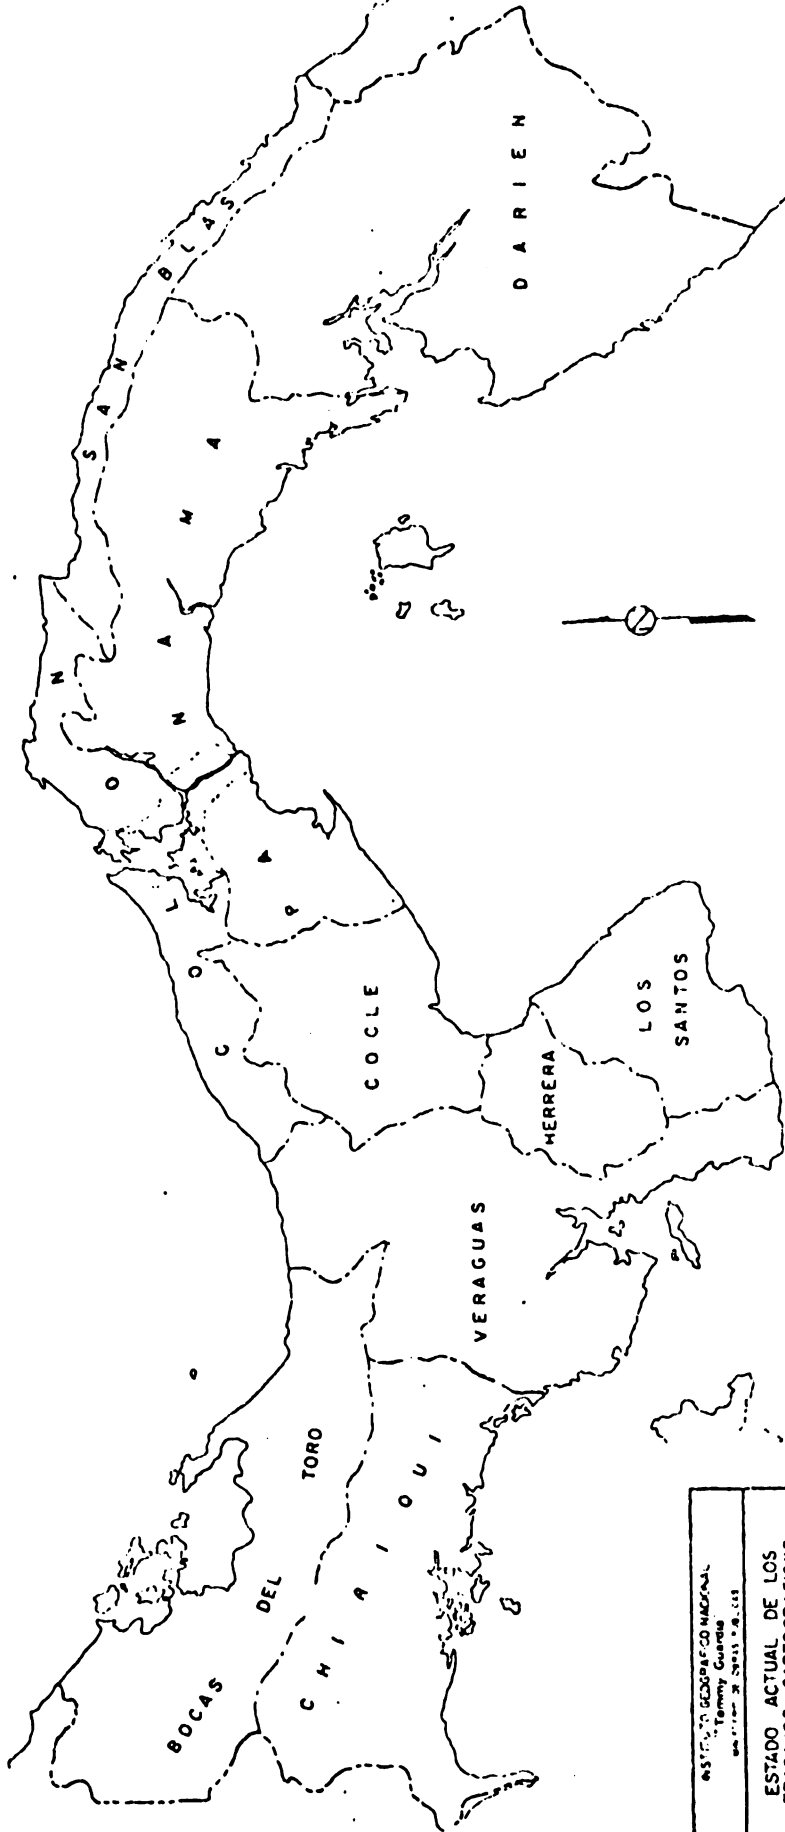 BOCAS DEL TORO
CHIRIQUI
VERAGUAS
COCLE
HERRERA
LOS
SANTOS
COLON
PANAMA
SAN BLAS
DARIEN
INSTITUTO GEOGRAFICO NACIONAL
"Tommy Guardia"
ESTADO ACTUAL DE LOS